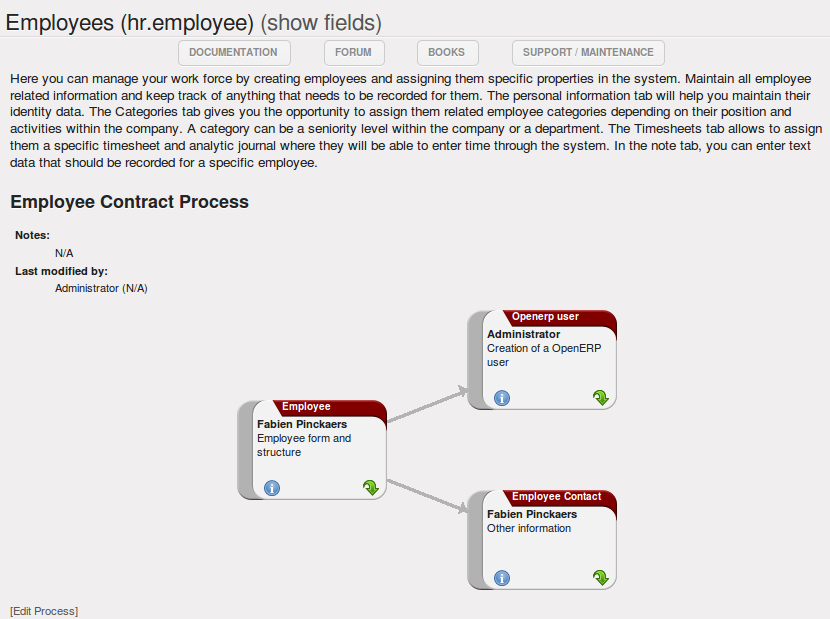 Employees (hr.employee) (show fields)
DOCUMENTATION FORUM BOOKS SUPPORT / MAINTENANCE
Here you can manage your work force by creating employees and assigning them specific properties in the system. Maintain all employee
related information and keep track of anything that needs to be recorded for them. The personal information tab will help you maintain their
identity data. The Categories tab gives you the opportunity to assign them related employee categories depending on their position and
activities within the company. A category can be a seniority level within the company or a department. The Timesheets tab allows to assign
them a specific timesheet and analytic journal where they will be able to enter time through the system. In the note tab, you can enter text
data that should be recorded for a specific employee.
Employee Contract Process
Notes:
N/A
Last modified by:
Administrator (N/A)
Openerp user
Administrator
Creation of a OpenERP
user
Employee
Fabien Pinckaers
Employee form and
structure
Employee Contact
Fabien Pinckaers
Other information
[Edit Process]